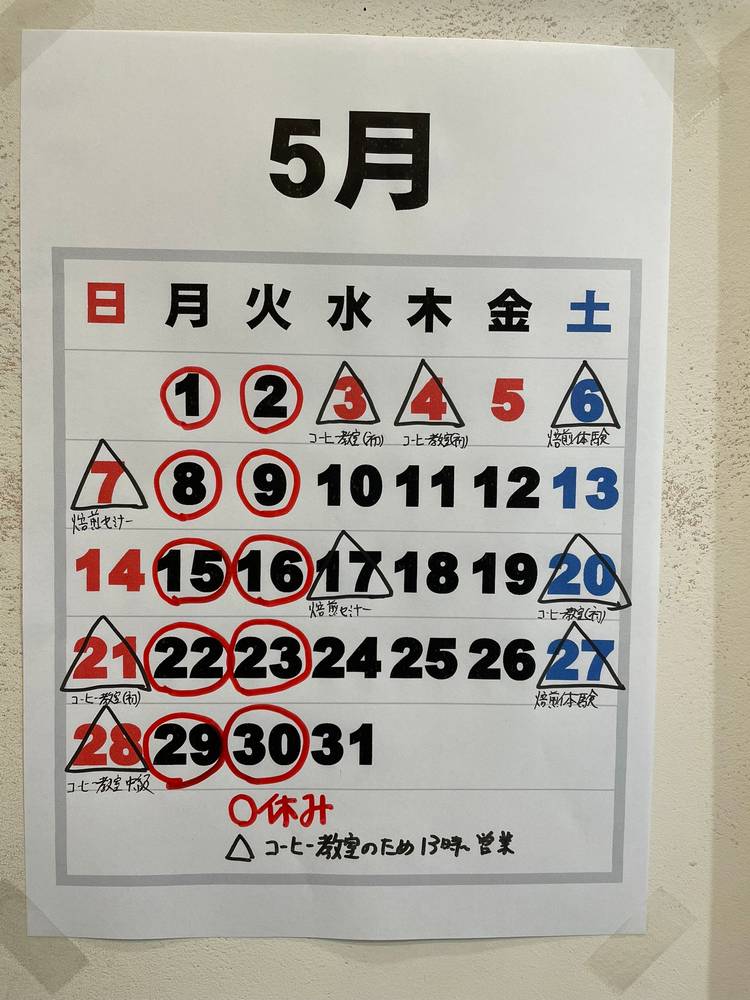 5月
日 月 火 水 木 金 土
1 2 3 4 5 6
コーヒー教室(初) コーヒー教室(初) 焙煎体験
7 8 9 10 11 12 13
焙煎セミナー
14 15 16 17 18 19 20
焙煎セミナー コーヒー教室(初)
21 22 23 24 25 26 27
コーヒー教室(初) 焙煎体験
28 29 30 31
コーヒー教室中級
○休み
△ コーヒー教室のため13時〜営業